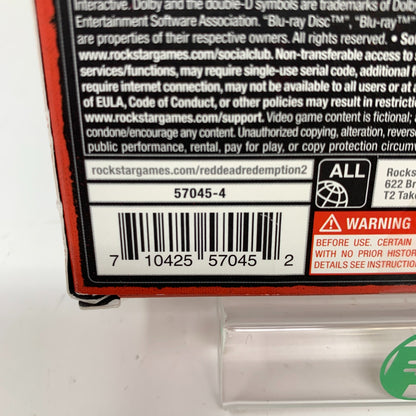 Interactive. Dolby and the double-D symbols are trademarks of Dolb
Entertainment Software Association. "Blu-ray Disc™", "Blu-ray™
are properties of their respective owners. All rights reserved. • So
www.rockstargames.com/socialclub. Non-transferable access to s
services/functions, may require single-use serial code, additional f
require internet connection, may not be available to all users or at a
of EULA, Code of Conduct, or other policies may result in restricti
www.rockstargames.com/support. Video game content is fictional;
condone/encourage any content. Unauthorized copying, alteration, revers
public performance, rental, pay for play, or copy protection circumv
rockstargames.com/reddeadredemption2
57045-4
7 10425 57045 2
ALL
Rocks
622 Br
T2 Take
WARNING
BEFORE USE. CERTAIN
WITH NO PRIOR HISTOR
DETAILS SEE INSTRUCTION